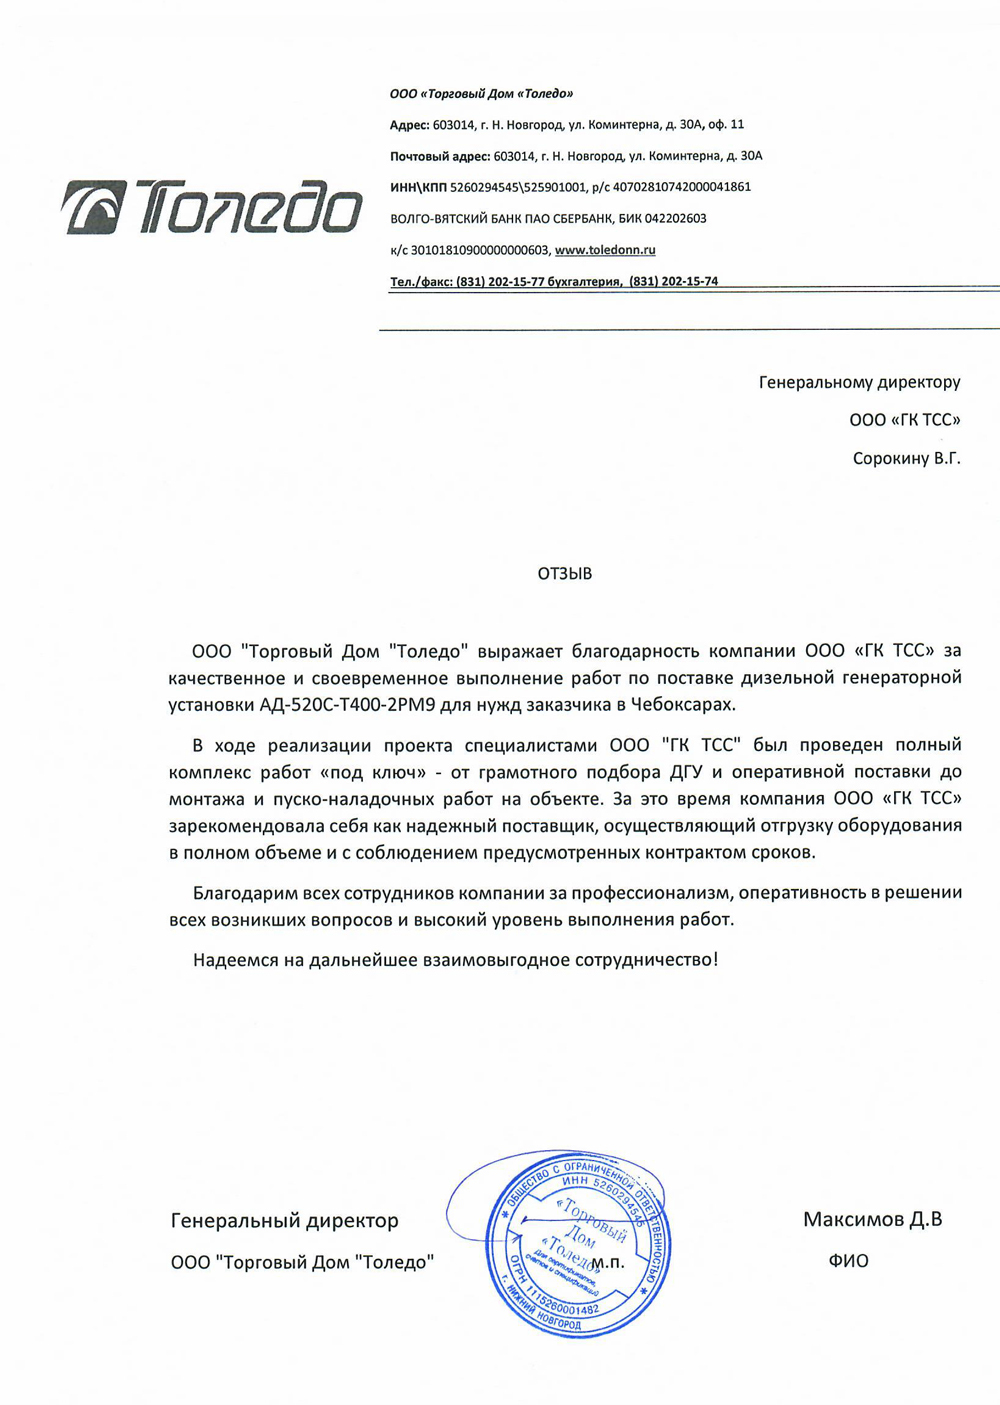 Толедо
ООО «Торговый Дом «Толедо»
Адрес: 603014, г. Н. Новгород, ул. Коминтерна, д. 30А, оф. 11
Почтовый адрес: 603014, г. Н. Новгород, ул. Коминтерна, д. 30А
ИНН\КПП 5260294545\525901001, р/с 40702810742000041861
ВОЛГО-ВЯТСКИЙ БАНК ПАО СБЕРБАНК, БИК 042202603
к/с 30101810900000000603, www.toledonn.ru
Тел./факс: (831) 202-15-77 бухгалтерия, (831) 202-15-74
Генеральному директору
ООО «ГК ТСС»
Сорокину В.Г.
ОТЗЫВ
ООО "Торговый Дом "Толедо" выражает благодарность компании ООО «ГК ТСС» за
качественное и своевременное выполнение работ по поставке дизельной генераторной
установки АД-520С-Т400-2РМ9 для нужд заказчика в Чебоксарах.
В ходе реализации проекта специалистами ООО "ГК ТСС" был проведен полный
комплекс работ «под ключ» - от грамотного подбора ДГУ и оперативной поставки до
монтажа и пуско-наладочных работ на объекте. За это время компания ООО «ГК ТСС»
зарекомендовала себя как надежный поставщик, осуществляющий отгрузку оборудования
в полном объеме и с соблюдением предусмотренных контрактом сроков.
Благодарим всех сотрудников компании за профессионализм, оперативность в решении
всех возникших вопросов и высокий уровень выполнения работ.
Надеемся на дальнейшее взаимовыгодное сотрудничество!
Генеральный директор
ООО "Торговый Дом "Толедо"
ОБЩЕСТВО С ОГРАНИЧЕННОЙ ОТВЕТСТВЕННОСТЬЮ
ИНН 5260294545
«Торговый
Дом
«Толедо»
Для сертификатов,
счетов и спецификаций
ОГРН 1115260001482
г. НИЖНИЙ НОВГОРОД
м.п.
Максимов Д.В
ФИО